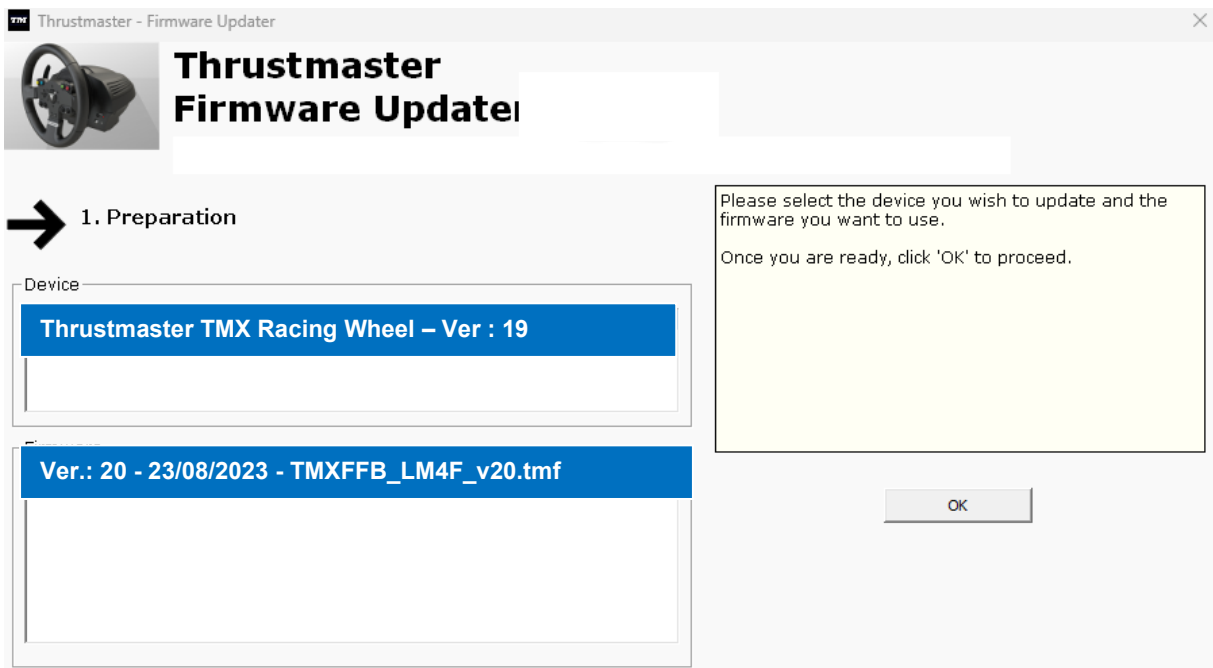 TM Thrustmaster - Firmware Updater
Thrustmaster
Firmware Updater
1. Preparation
Please select the device you wish to update and the
firmware you want to use.
Once you are ready, click 'OK' to proceed.
Device
Thrustmaster TMX Racing Wheel – Ver : 19
Ver.: 20 - 23/08/2023 - TMXFFB_LM4F_v20.tmf
OK